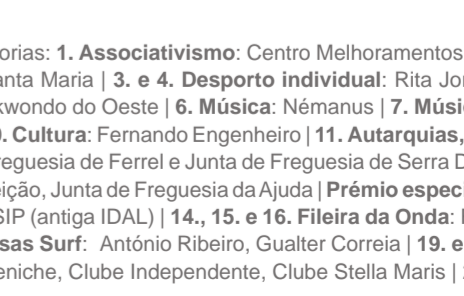 orias: 1. Associativismo: Centro Melhoramentos
anta Maria | 3. e 4. Desporto individual: Rita Jor
kwondo do Oeste | 6. Música: Némanus | 7. Músi
. Cultura: Fernando Engenheiro | 11. Autarquias,
reguesia de Ferrel e Junta de Freguesia de Serra D
eição, Junta de Freguesia da Ajuda | Prémio especi
SIP (antiga IDAL) | 14., 15. e 16. Fileira da Onda:
sas Surf: António Ribeiro, Gualter Correia | 19. e
eniche, Clube Independente, Clube Stella Maris |